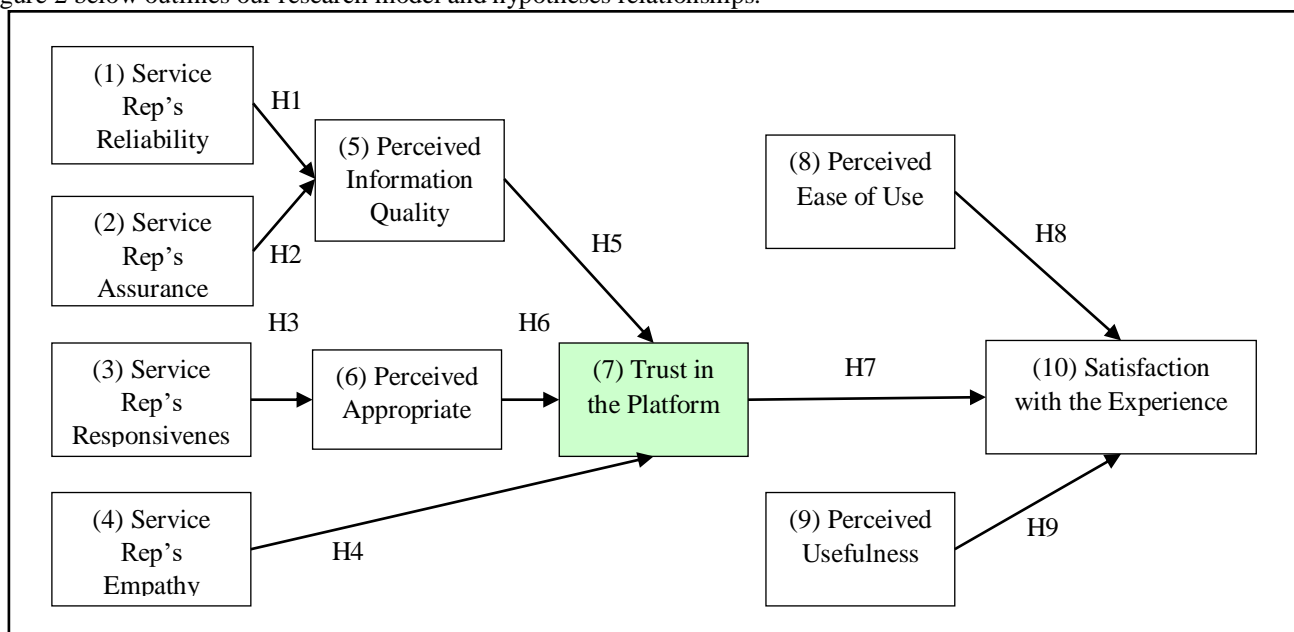 gure 2 below outlines our research model and hypotheses relationships.
(1) Service
Rep's
Reliability
H1
(2) Service
Rep's
Assurance
H2
(5) Perceived
Information
Quality
H5
H3
(3) Service
Rep's
Responsivenes
(6) Perceived
Appropriate
H6
(7) Trust in
the Platform
(4) Service
Rep's
Empathy
H4
H7
(8) Perceived
Ease of Use
H8
(9) Perceived
Usefulness
H9
(10) Satisfaction
with the Experience